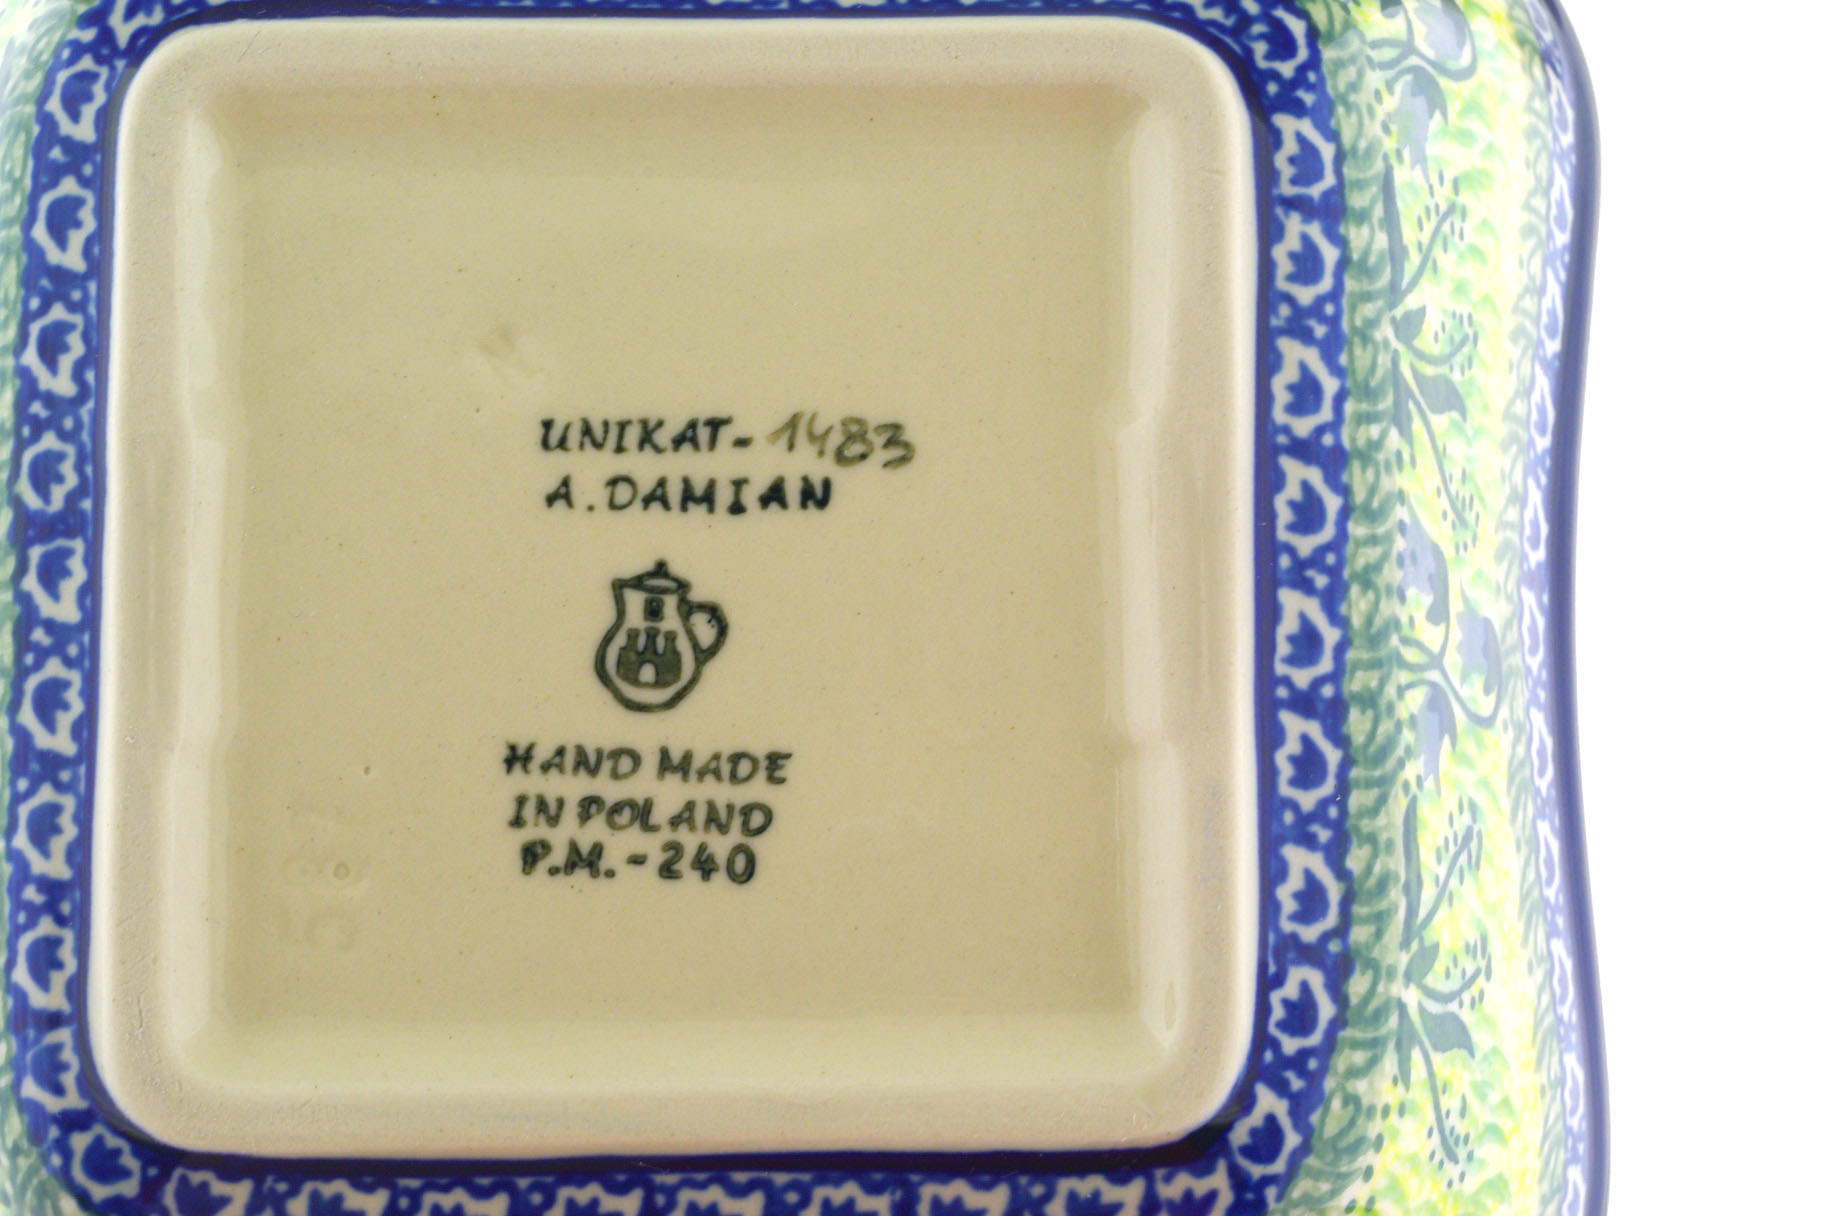 UNIKAT- 1483
A. DAMIAN
HAND MADE
IN POLAND
P.M. - 240